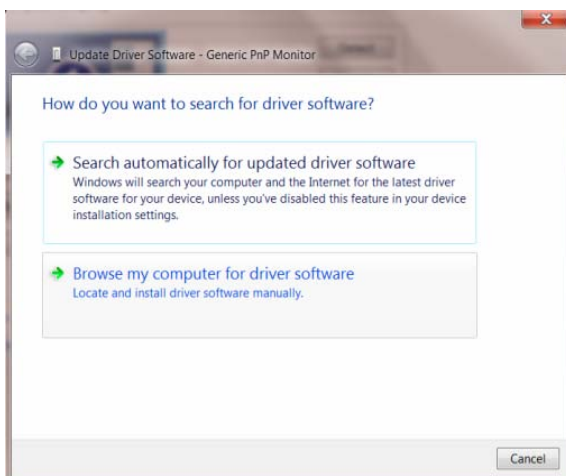 Update Driver Software - Generic PnP Monitor
How do you want to search for driver software?
Search automatically for updated driver software
Windows will search your computer and the Internet for the latest driver
software for your device, unless you've disabled this feature in your device
installation settings.
Browse my computer for driver software
Locate and install driver software manually.
Cancel